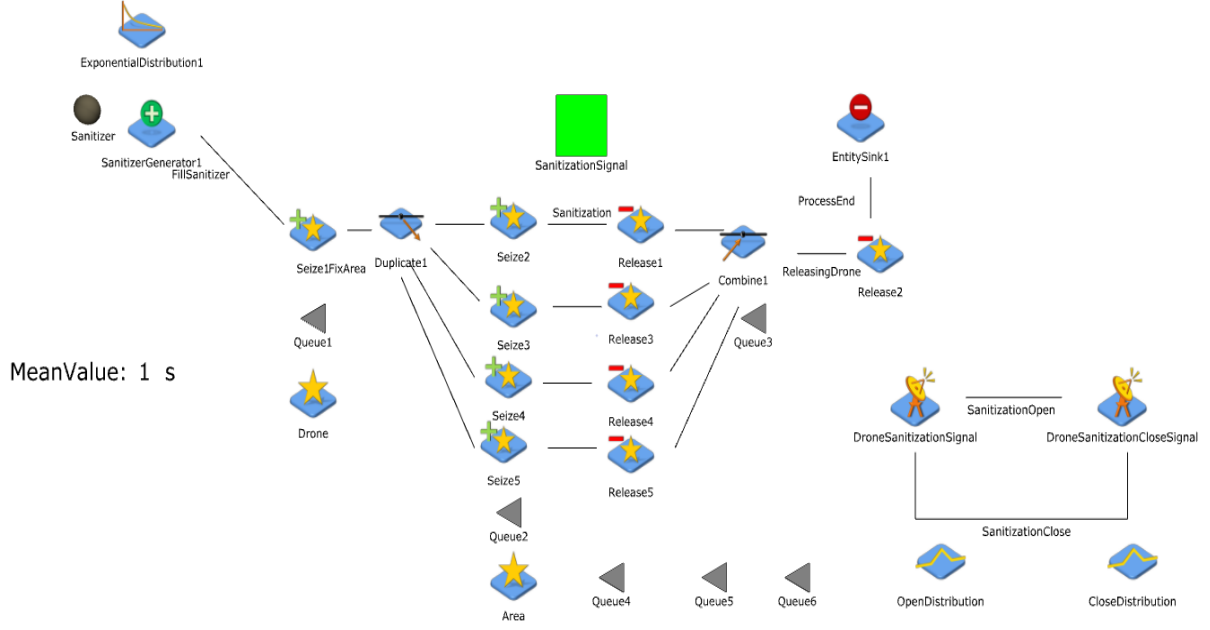 ExponentialDistribution1
Sanitizer
SanitizerGenerator1
FillSanitizer
SanitizationSignal
EntitySink1
ProcessEnd
Sanitization
Seize1FixArea
Duplicate1
Seize2
Release1
Combine1
ReleasingDrone
Release2
Queue1
Seize3
Release3
Queue3
MeanValue: 1 s
Drone
Seize4
Release4
SanitizationOpen
DroneSanitizationSignal
DroneSanitizationCloseSignal
Seize5
Release5
Queue2
SanitizationClose
Area
Queue4
Queue5
Queue6
OpenDistribution
CloseDistribution